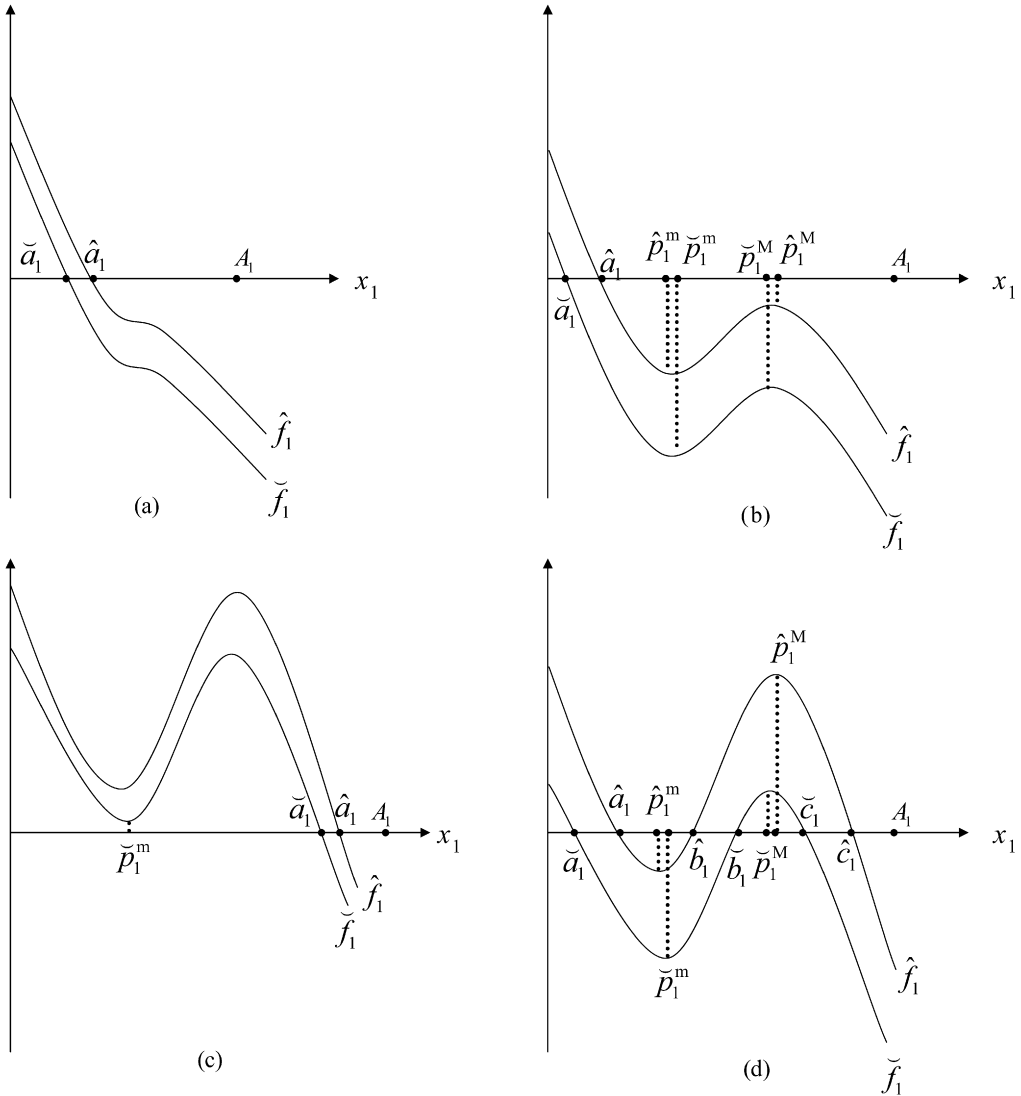 ă₁ â₁ A₁ x₁
f̂₁
f̆₁
(a)
p̂₁ᵐ p̆₁ᵐ p̆₁ᴹ p̂₁ᴹ
â₁ A₁
ă₁ x₁
f̂₁
f̆₁
(b)
ă₁ â₁ A₁ x₁
p̆₁ᵐ
f̂₁
f̆₁
(c)
p̂₁ᴹ
â₁ p̂₁ᵐ c̆₁ A₁
x₁
ă₁ b̂₁ b̆₁ p̆₁ᴹ ĉ₁
p̆₁ᵐ f̂₁
f̆₁
(d)